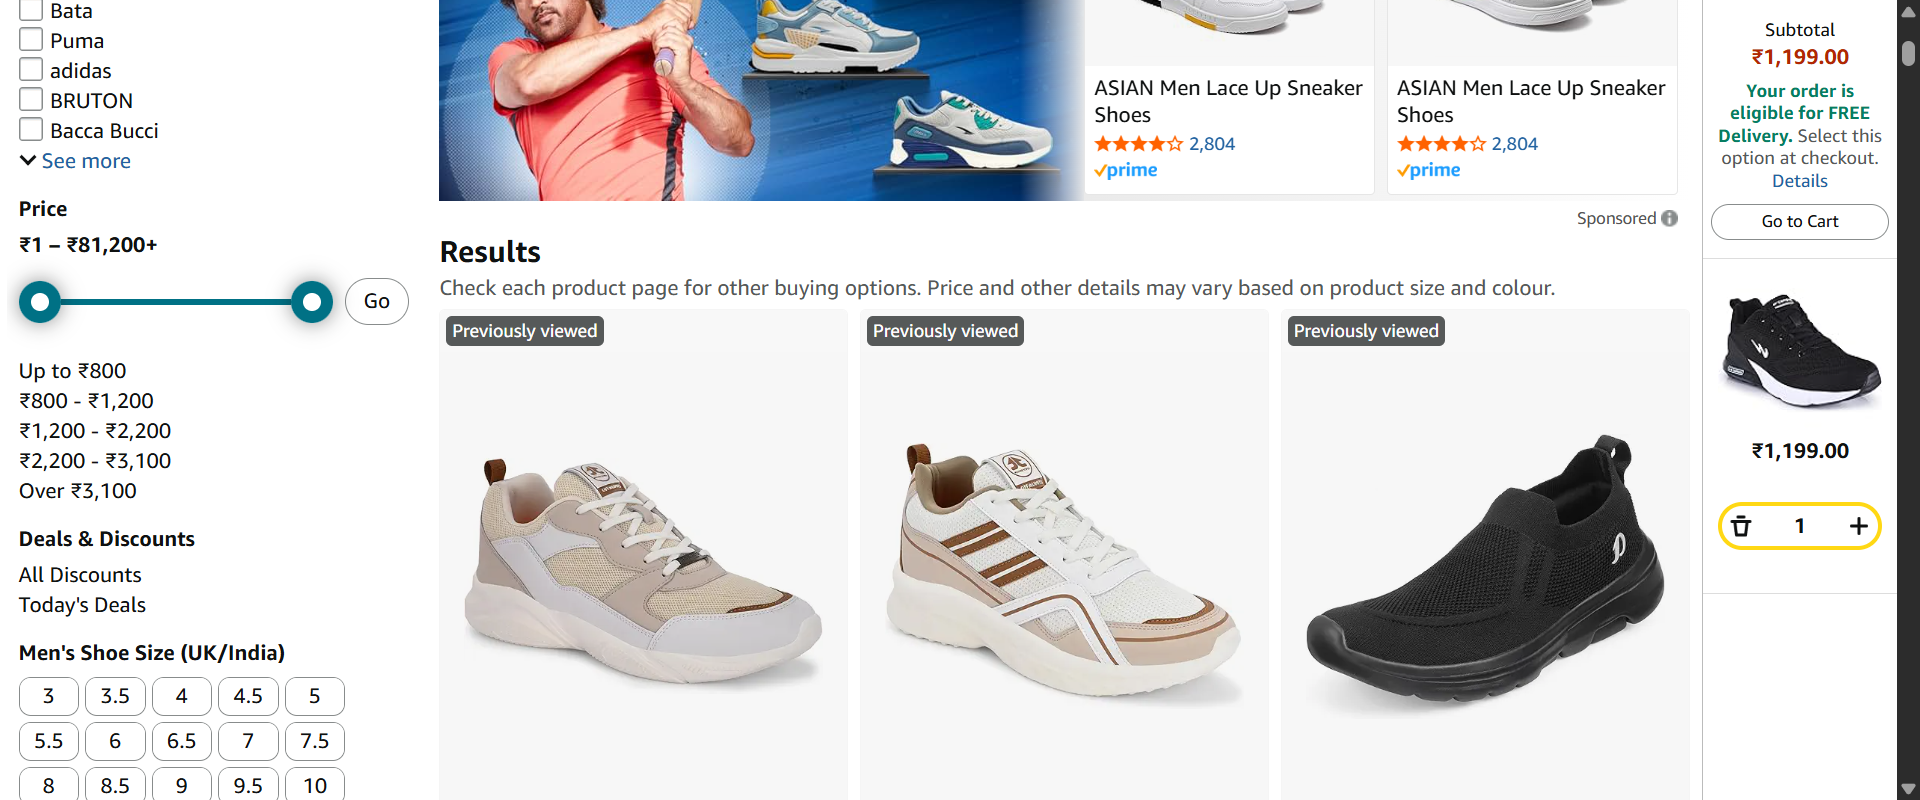 Bata
Puma
adidas
BRUTON
Bacca Bucci
See more
Price
₹1 – ₹81,200+
Go
Up to ₹800
₹800 - ₹1,200
₹1,200 - ₹2,200
₹2,200 - ₹3,100
Over ₹3,100
Deals & Discounts
All Discounts
Today's Deals
Men's Shoe Size (UK/India)
3 3.5 4 4.5 5
5.5 6 6.5 7 7.5
8 8.5 9 9.5 10
ASIAN Men Lace Up Sneaker
Shoes
2,804
prime
ASIAN Men Lace Up Sneaker
Shoes
2,804
prime
Sponsored
Results
Check each product page for other buying options. Price and other details may vary based on product size and colour.
Previously viewed
Previously viewed
Previously viewed
Subtotal
₹1,199.00
Your order is
eligible for FREE
Delivery. Select this
option at checkout.
Details
Go to Cart
₹1,199.00
1